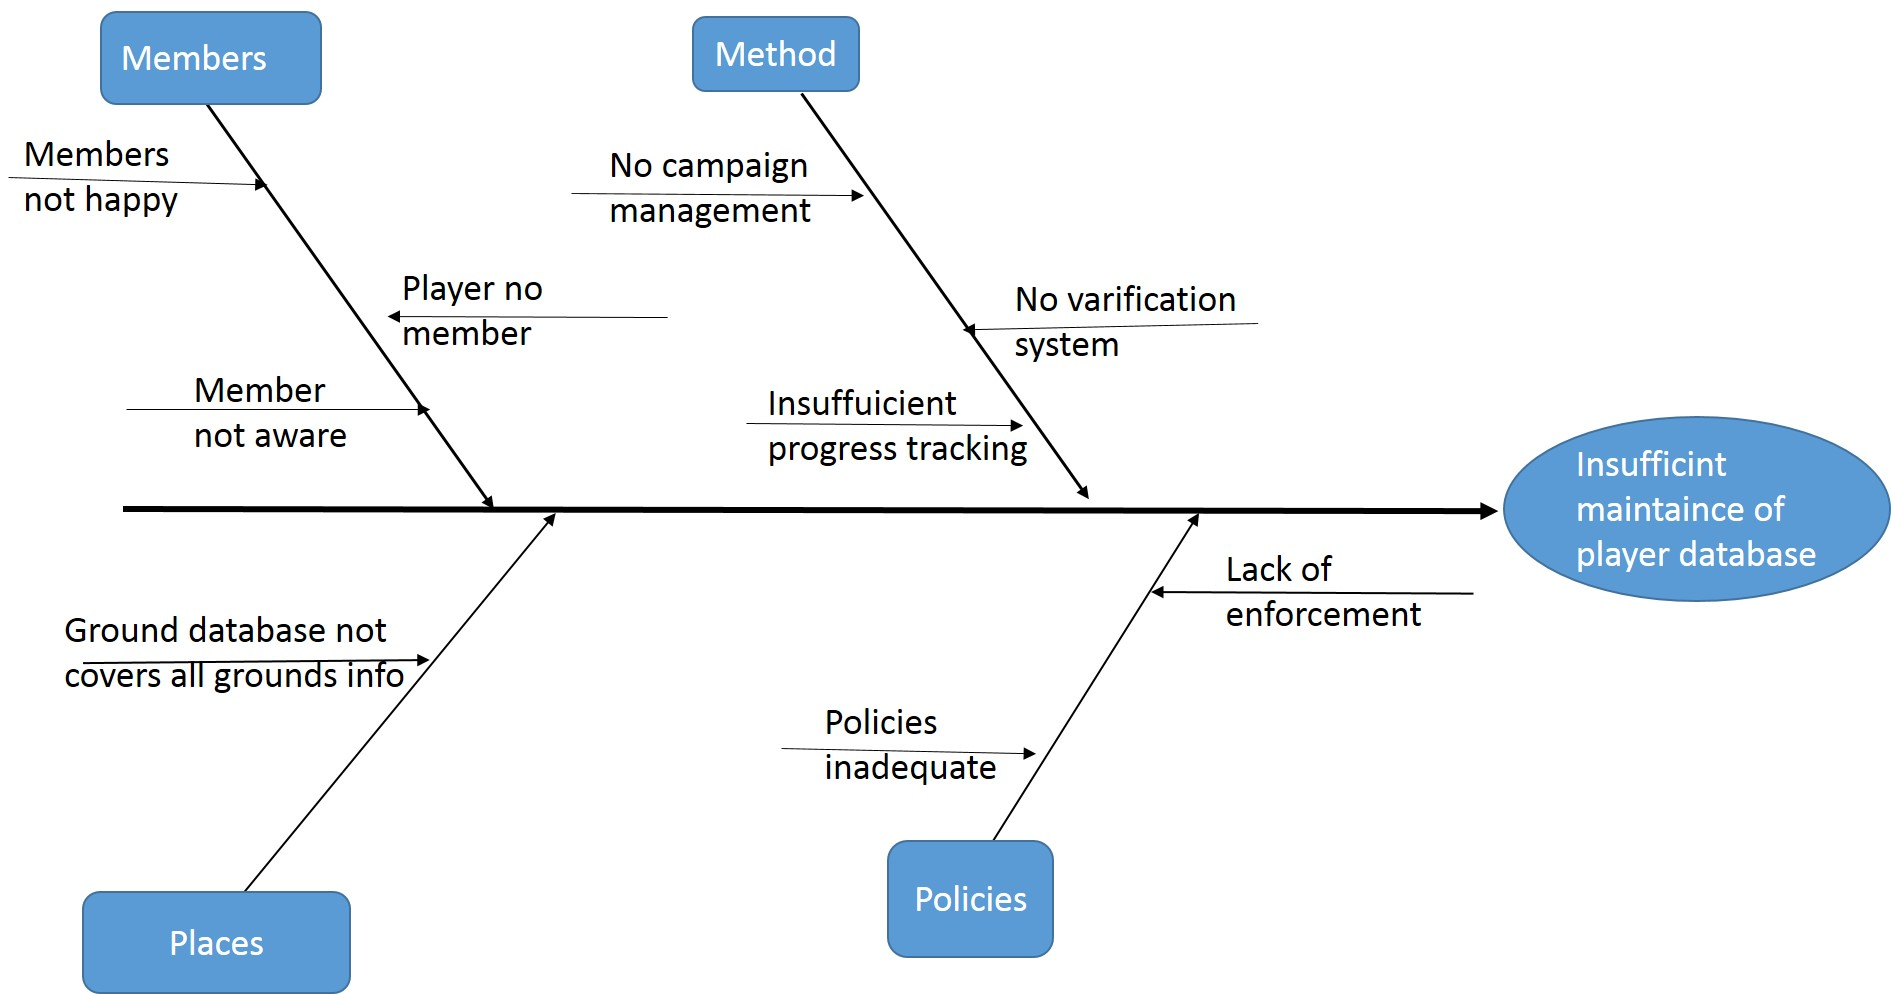 Members
Method
Members
not happy
No campaign
management
Player no
member
No varification
system
Member
not aware
Insuffuicient
progress tracking
Insufficint
maintaince of
player database
Lack of
enforcement
Ground database not
covers all grounds info
Policies
inadequate
Policies
Places